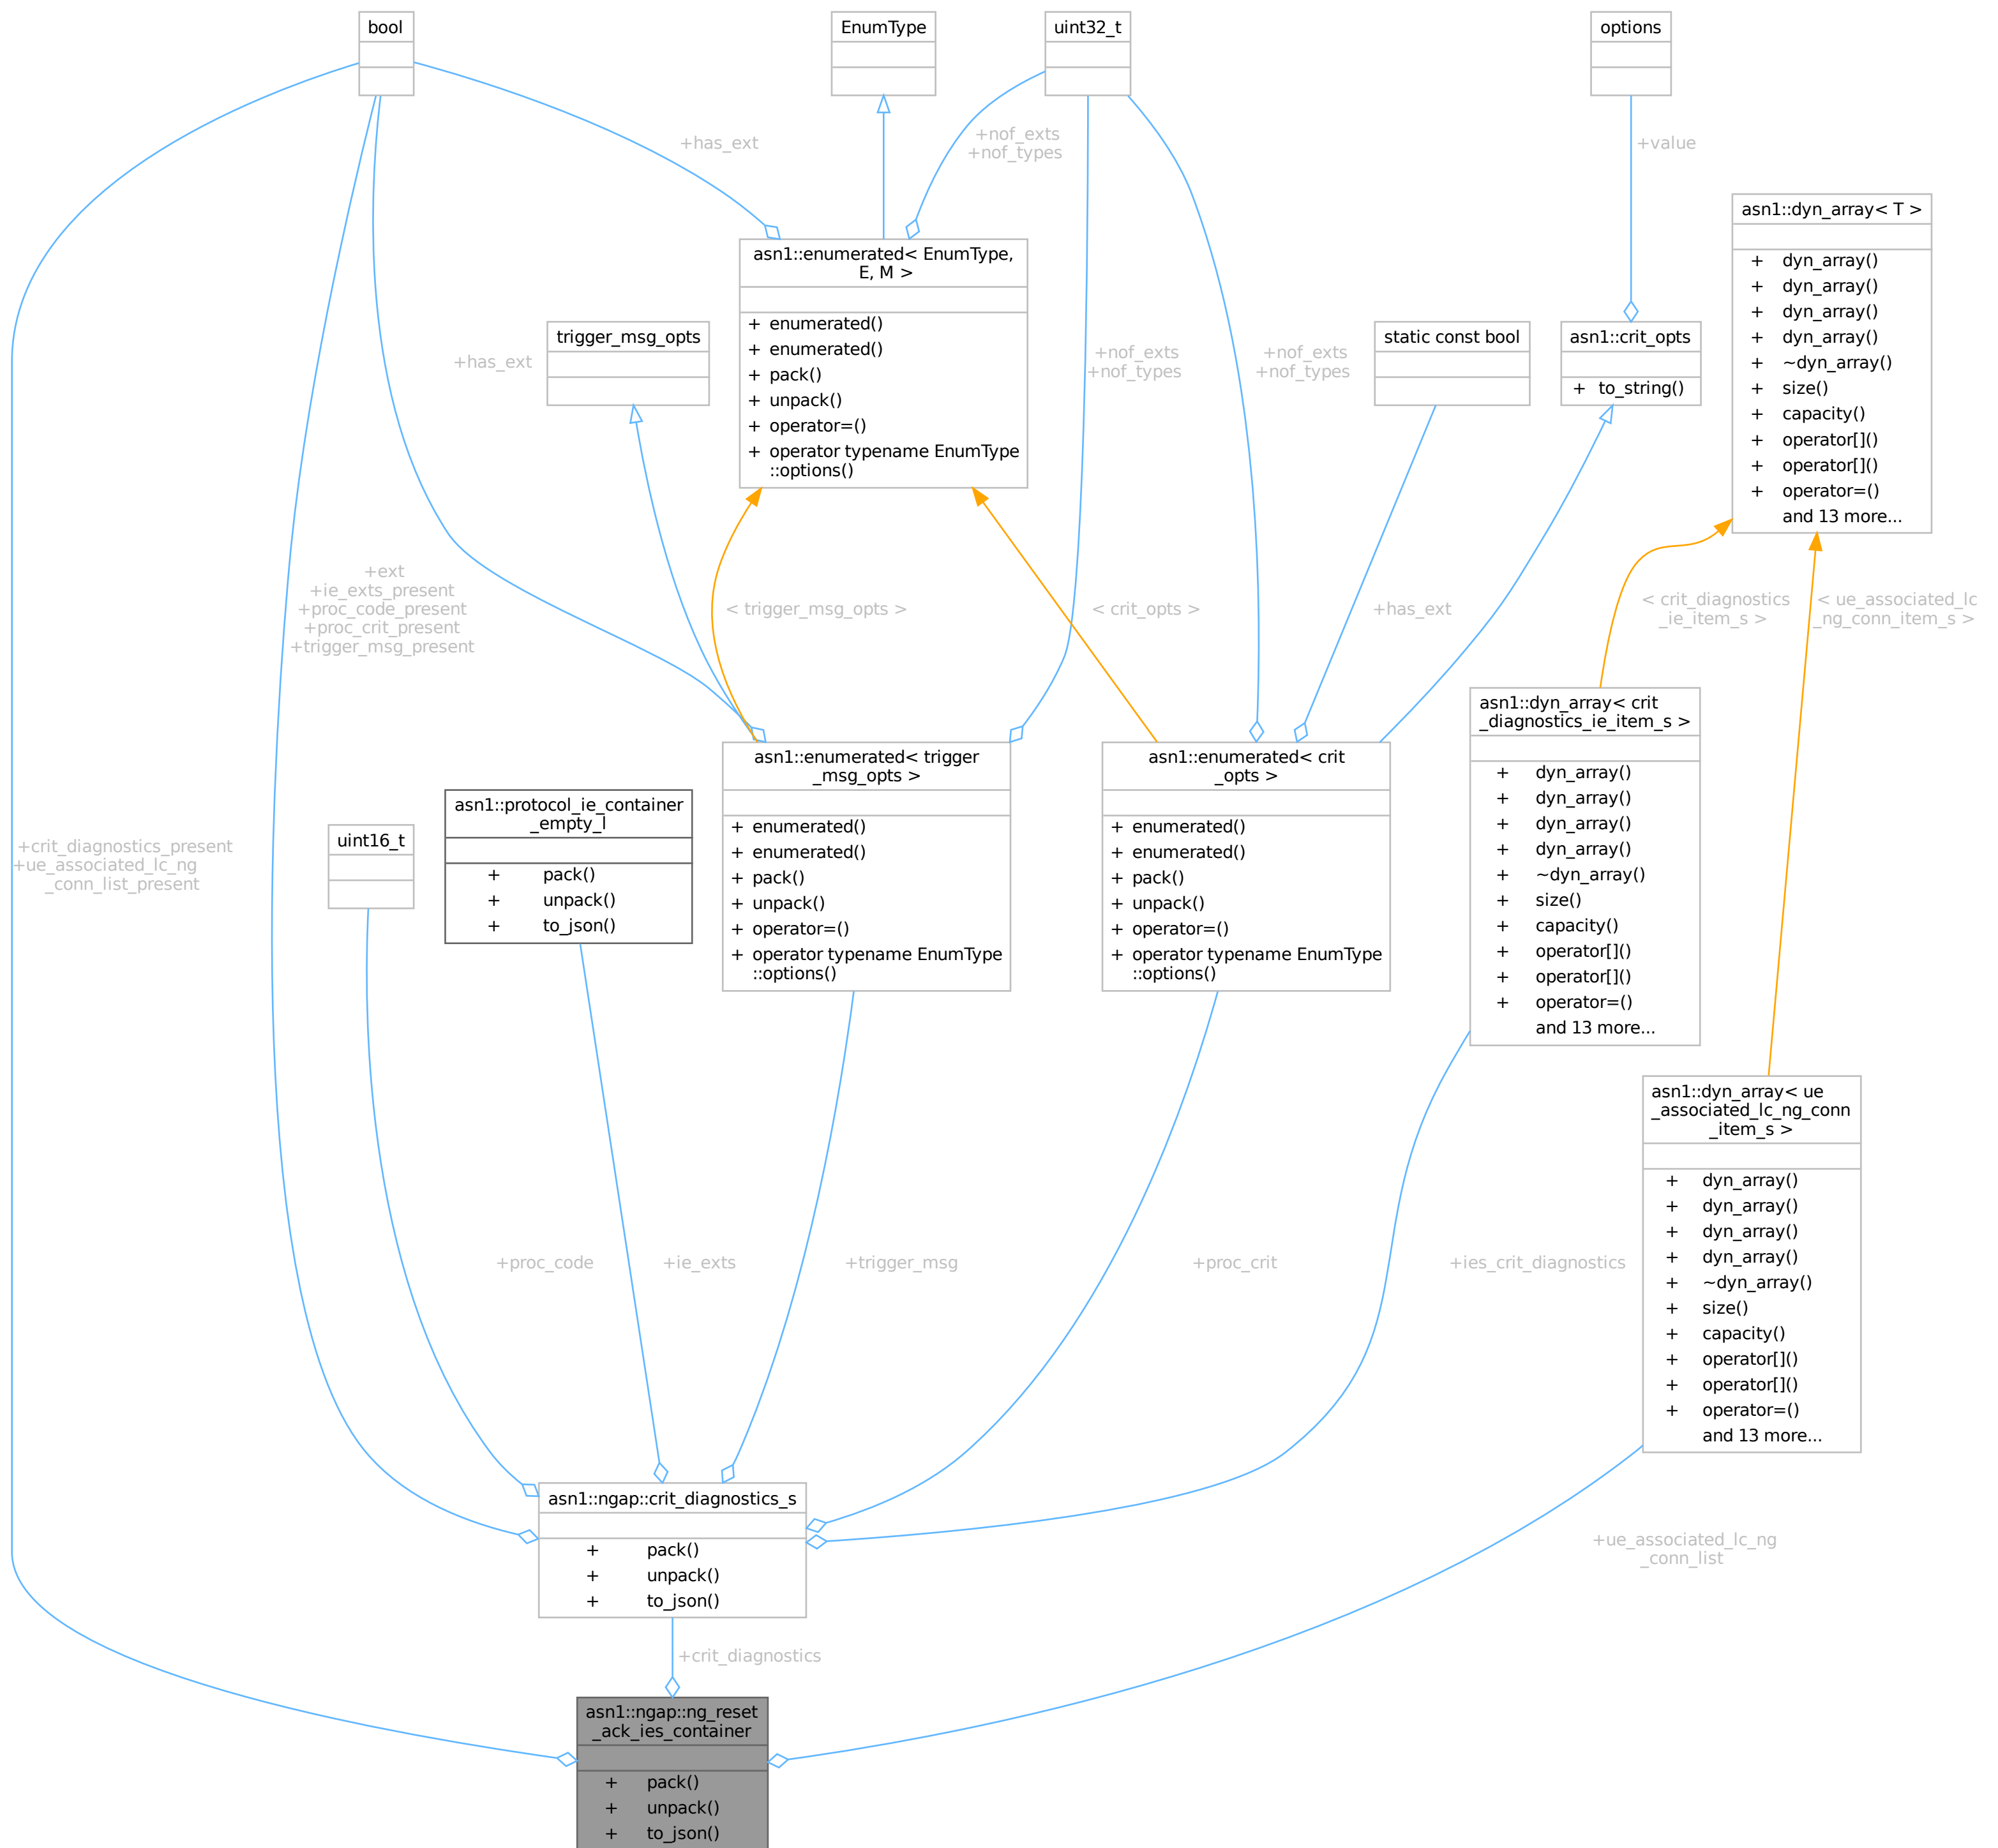 bool
EnumType
uint32_t
options
+has_ext
+nof_exts
+nof_types
+value
asn1::dyn_array< T >
+ dyn_array()
+ dyn_array()
+ dyn_array()
+ dyn_array()
+ ~dyn_array()
+ size()
+ capacity()
+ operator[]()
+ operator[]()
+ operator=()
and 13 more...
asn1::enumerated< EnumType,
E, M >
+ enumerated()
+ enumerated()
+ pack()
+ unpack()
+ operator=()
+ operator typename EnumType
::options()
trigger_msg_opts
static const bool
asn1::crit_opts
+ to_string()
+has_ext
+nof_exts
+nof_types
+nof_exts
+nof_types
+ext
+ie_exts_present
+proc_code_present
+proc_crit_present
+trigger_msg_present
< trigger_msg_opts >
< crit_opts >
+has_ext
< crit_diagnostics
_ie_item_s >
< ue_associated_lc
_ng_conn_item_s >
asn1::dyn_array< crit
_diagnostics_ie_item_s >
+ dyn_array()
+ dyn_array()
+ dyn_array()
+ dyn_array()
+ ~dyn_array()
+ size()
+ capacity()
+ operator[]()
+ operator[]()
+ operator=()
and 13 more...
asn1::enumerated< trigger
_msg_opts >
+ enumerated()
+ enumerated()
+ pack()
+ unpack()
+ operator=()
+ operator typename EnumType
::options()
asn1::enumerated< crit
_opts >
+ enumerated()
+ enumerated()
+ pack()
+ unpack()
+ operator=()
+ operator typename EnumType
::options()
asn1::protocol_ie_container
_empty_l
+ pack()
+ unpack()
+ to_json()
uint16_t
+crit_diagnostics_present
+ue_associated_lc_ng
_conn_list_present
asn1::dyn_array< ue
_associated_lc_ng_conn
_item_s >
+ dyn_array()
+ dyn_array()
+ dyn_array()
+ dyn_array()
+ ~dyn_array()
+ size()
+ capacity()
+ operator[]()
+ operator[]()
+ operator=()
and 13 more...
+proc_code
+ie_exts
+trigger_msg
+proc_crit
+ies_crit_diagnostics
asn1::ngap::crit_diagnostics_s
+ pack()
+ unpack()
+ to_json()
+ue_associated_lc_ng
_conn_list
+crit_diagnostics
asn1::ngap::ng_reset
_ack_ies_container
+ pack()
+ unpack()
+ to_json()